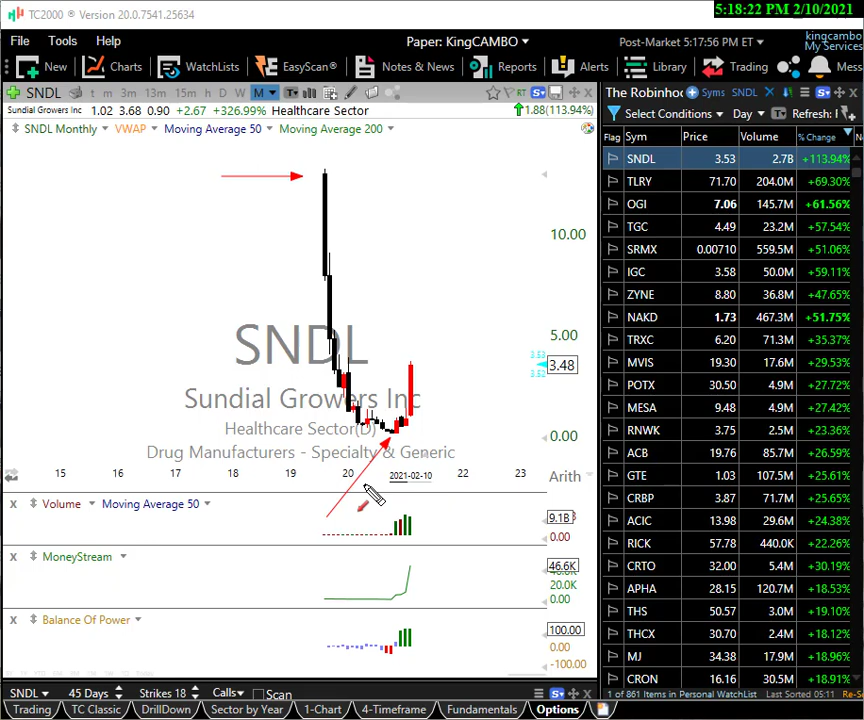 TC2000 ® Version 20.0.7541.25634
5:18:22 PM 2/10/2021
File Tools Help
Paper: KingCAMBO
Post-Market 5:17:56 PM ET
kingcambo
My Services
New Charts WatchLists EasyScan® Notes & News Reports Alerts Library Trading Messa
SNDL t m 3m 13m 15m h D W M T RT S
Sundial Growers Inc 1.02 3.68 0.90 +2.67 +326.99% Healthcare Sector 1.88(113.94%)
SNDL Monthly VWAP Moving Average 50 Moving Average 200
10.00
5.00
3.53
3.48
3.52
0.00
SNDL
Sundial Growers Inc
Healthcare Sector(D)
Drug Manufacturers - Specialty & Generic
15 17 18 19 20 2021-02-10 22 23 Arith
Volume Moving Average 50
9.1B
0.00
MoneyStream
46.6K
20.0K
0.00
Balance Of Power
100.00
0.00
-100.00
SNDL 45 Days Strikes 18 Calls Scan
Trading TC Classic DrillDown Sector by Year 1-Chart 4-Timeframe Fundamentals Options
The Robinhoo Syms SNDL
Select Conditions Day T Refresh:
Flag Sym Price Volume % Change
SNDL 3.53 2.7B +113.94%
TLRY 71.70 204.0M +69.30%
OGI 7.06 145.7M +61.56%
TGC 4.49 23.2M +57.54%
SRMX 0.00710 559.5M +51.06%
IGC 3.58 50.0M +59.11%
ZYNE 8.80 36.8M +47.65%
NAKD 1.73 467.3M +51.75%
TRXC 6.20 71.3M +35.37%
MVIS 19.30 17.6M +29.53%
POTX 30.50 4.9M +27.72%
MESA 9.48 4.9M +27.42%
RNWK 3.75 2.5M +23.36%
ACB 19.76 85.7M +26.59%
GTE 1.03 107.5M +25.61%
CRBP 3.87 71.7M +25.65%
ACIC 13.98 29.6M +24.38%
RICK 57.78 440.0K +22.26%
CRTO 32.00 5.4M +30.19%
APHA 28.15 120.7M +18.53%
THS 50.57 3.0M +19.10%
THCX 30.70 2.4M +18.12%
MJ 34.38 17.9M +18.96%
CRON 16.16 30.5M +18.91%
1 of 861 Items in Personal WatchList Last Sorted 05:11 Re-So